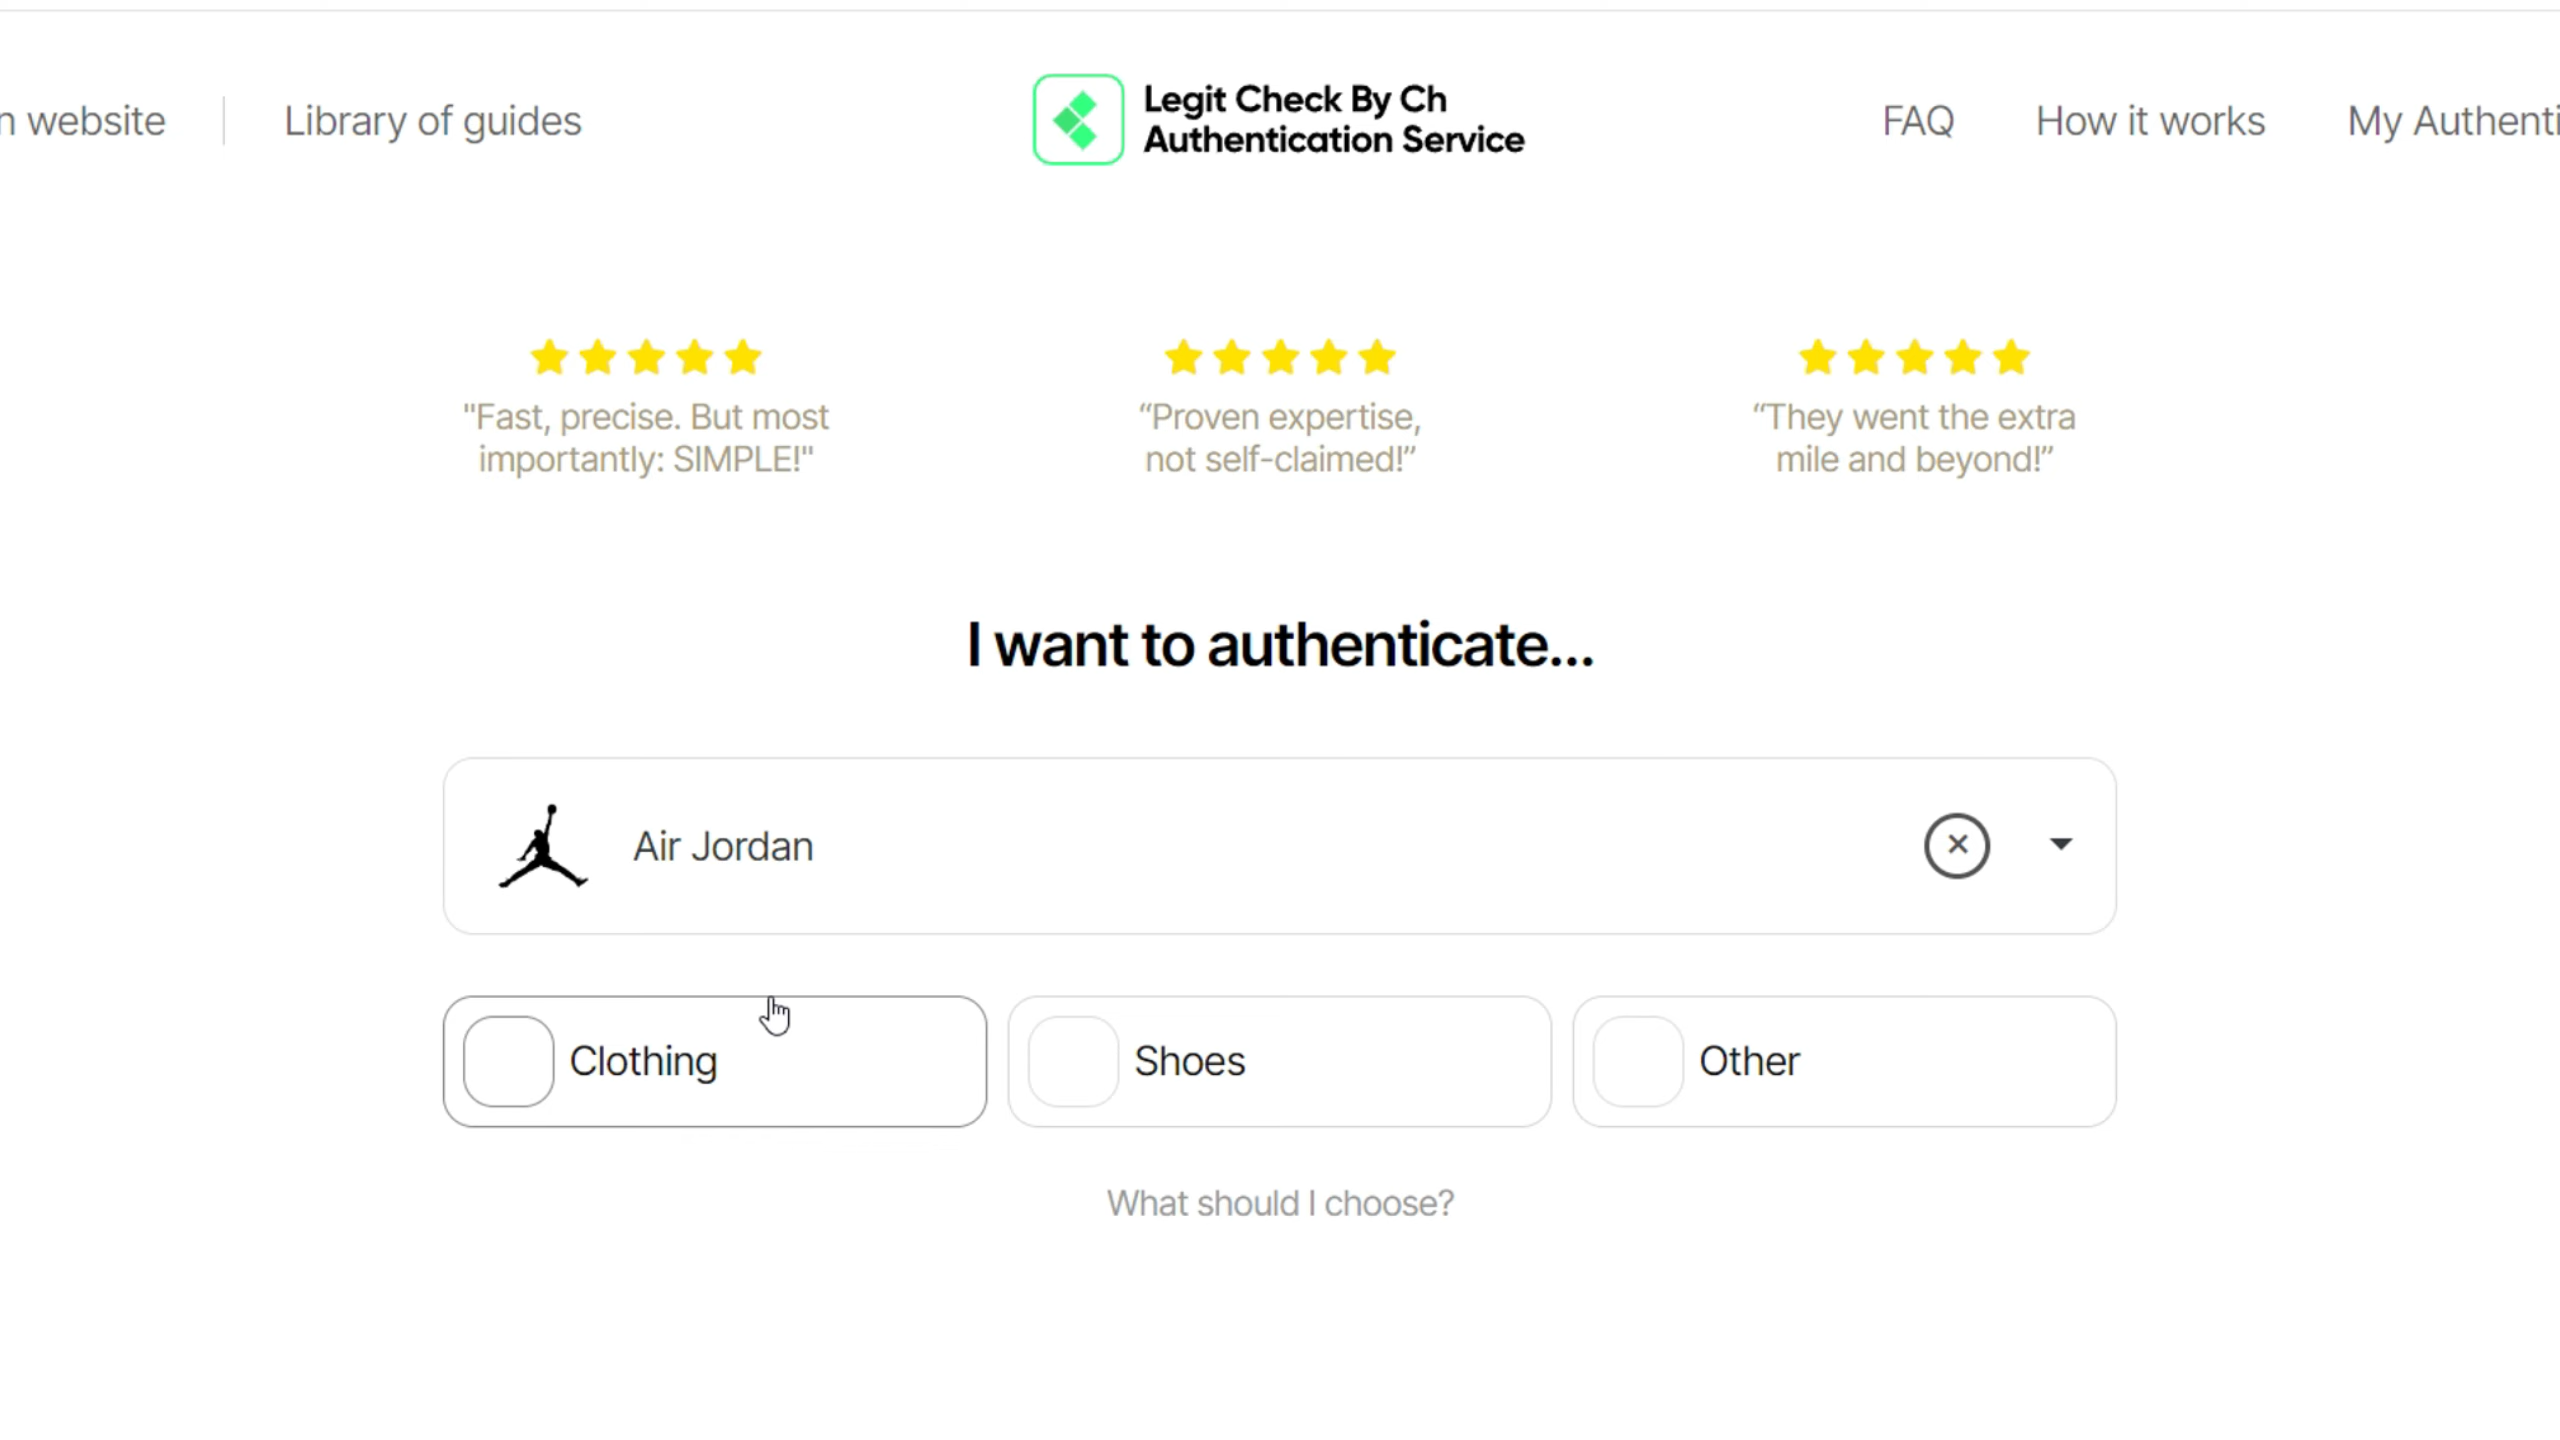 n website
Library of guides
Legit Check By Ch
Authentication Service
FAQ
How it works
My Authenti
"Fast, precise. But most
importantly: SIMPLE!"
“Proven expertise,
not self-claimed!”
“They went the extra
mile and beyond!”
I want to authenticate...
Air Jordan
Clothing
Shoes
Other
What should I choose?